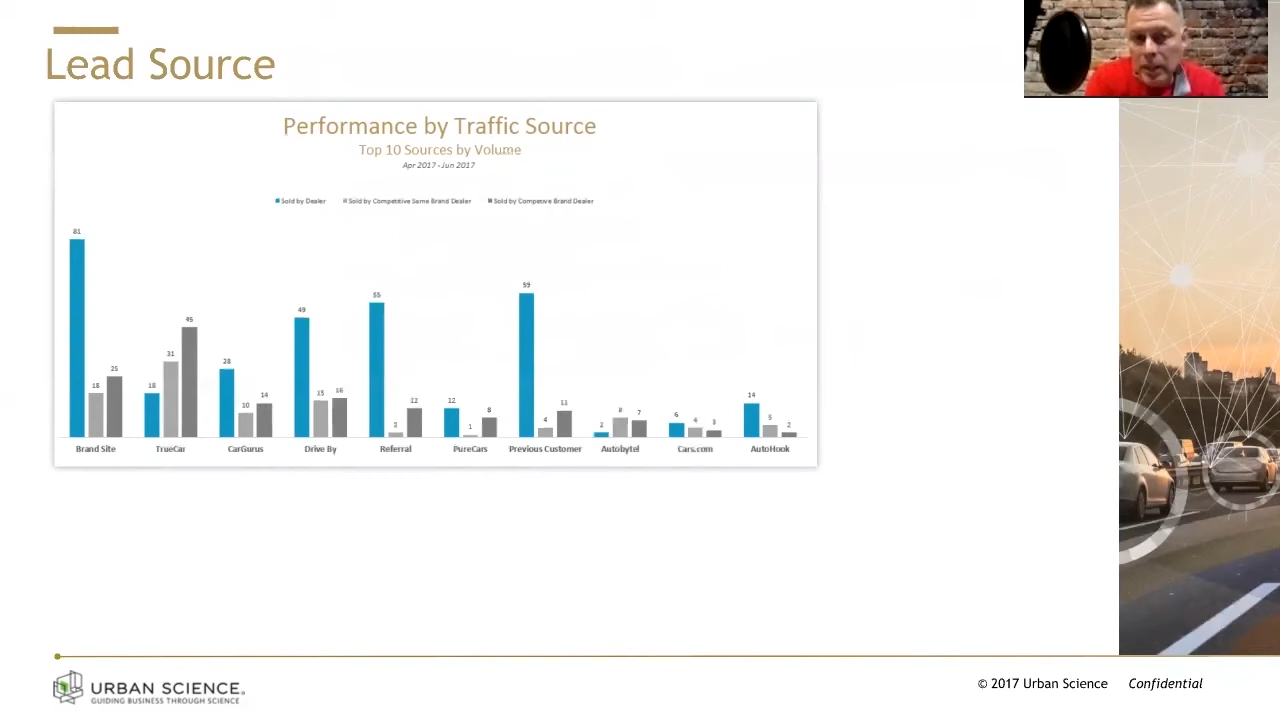 Lead Source
Performance by Traffic Source
Top 10 Sources by Volume
Apr 2017 - Jun 2017
Sold by Dealer Sold by Competitive Same Brand Dealer Sold by Competive Brand Dealer
81 18 25
18 31 45
28 10 14
49 15 16
55 2 12
12 1 8
59 4 11
2 8 7
6 4 3
14 5 2
Brand Site TrueCar CarGurus Drive By Referral PureCars Previous Customer Autobytel Cars.com AutoHook
URBAN SCIENCE
GUIDING BUSINESS THROUGH SCIENCE
© 2017 Urban Science Confidential